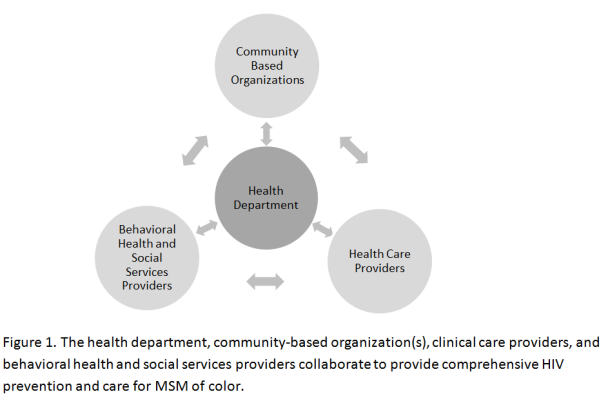 Community
Based
Organizations
Health
Department
Behavioral
Health and
Social
Services
Providers
Health Care
Providers
Figure 1. The health department, community-based organization(s), clinical care providers, and
behavioral health and social services providers collaborate to provide comprehensive HIV
prevention and care for MSM of color.